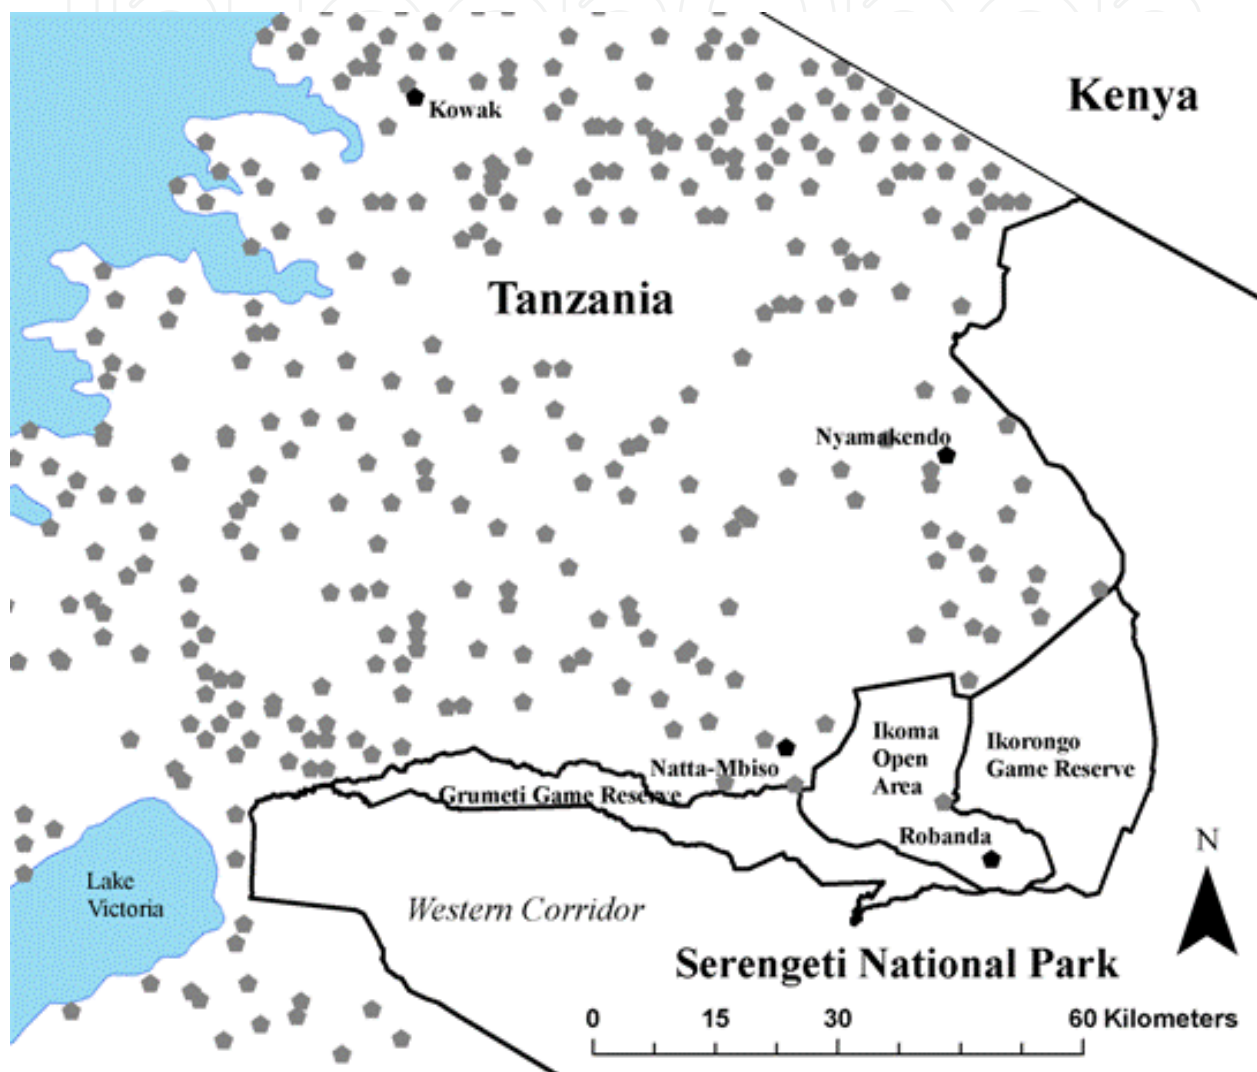 Kenya
Kowak
Tanzania
Nyamakendo
Ikoma
Open
Area
Ikorongo
Game Reserve
Natta-Mbiso
Grumeti Game Reserve
Robanda
N
Lake
Victoria
Western Corridor
Serengeti National Park
0 15 30 60 Kilometers